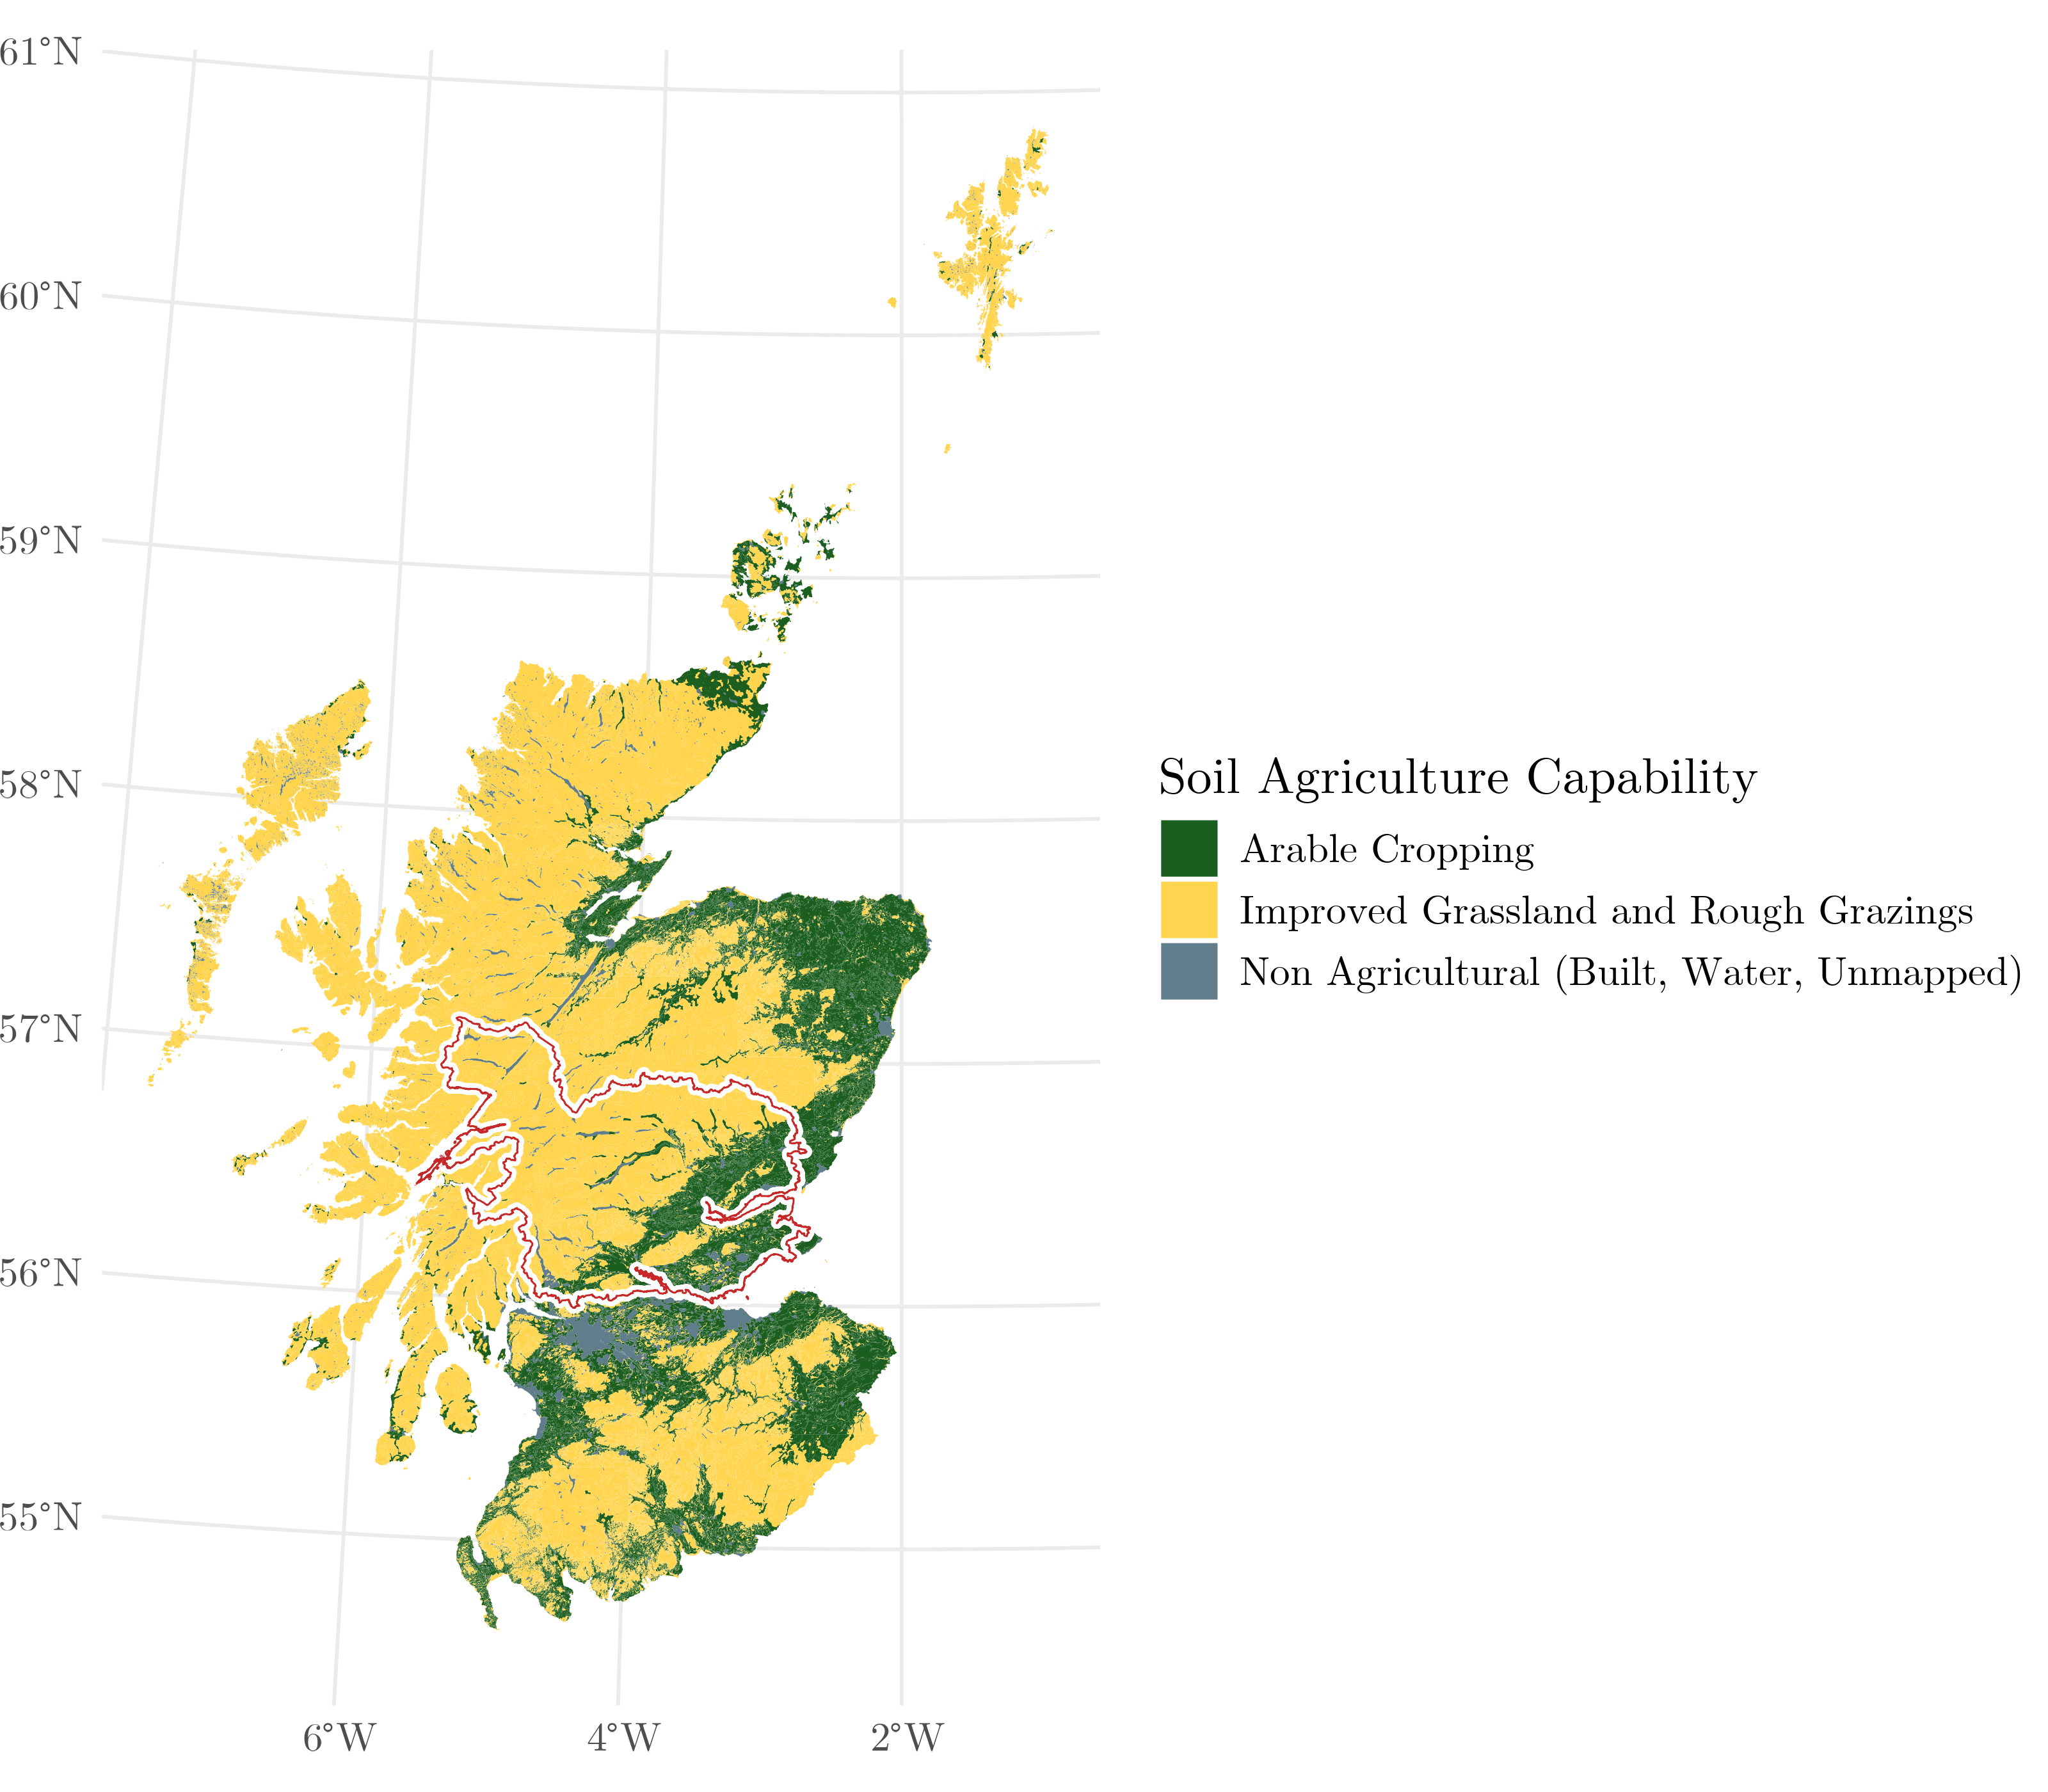 61°N
60°N
59°N
58°N
57°N
56°N
55°N
6°W
4°W
2°W
Soil Agriculture Capability
Arable Cropping
Improved Grassland and Rough Grazings
Non Agricultural (Built, Water, Unmapped)